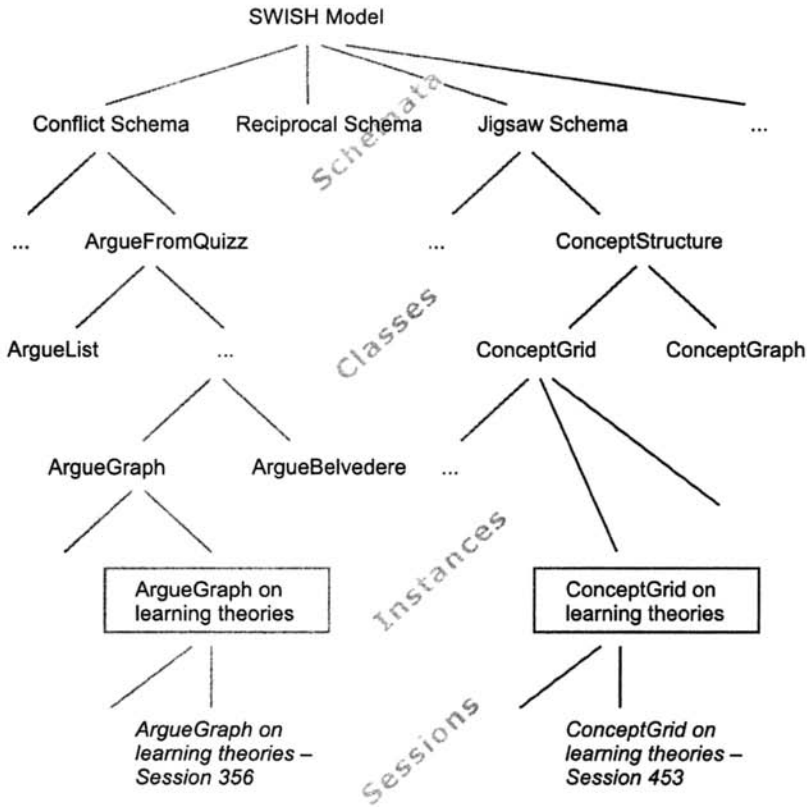 SWISH Model
Schemata
Conflict Schema Reciprocal Schema Jigsaw Schema ...
... ArgueFromQuizz ... ConceptStructure
Classes
ArgueList ... ConceptGrid ConceptGraph
ArgueGraph ArgueBelvedere ...
Instances
ArgueGraph on
learning theories
ConceptGrid on
learning theories
Sessions
ArgueGraph on
learning theories –
Session 356
ConceptGrid on
learning theories –
Session 453